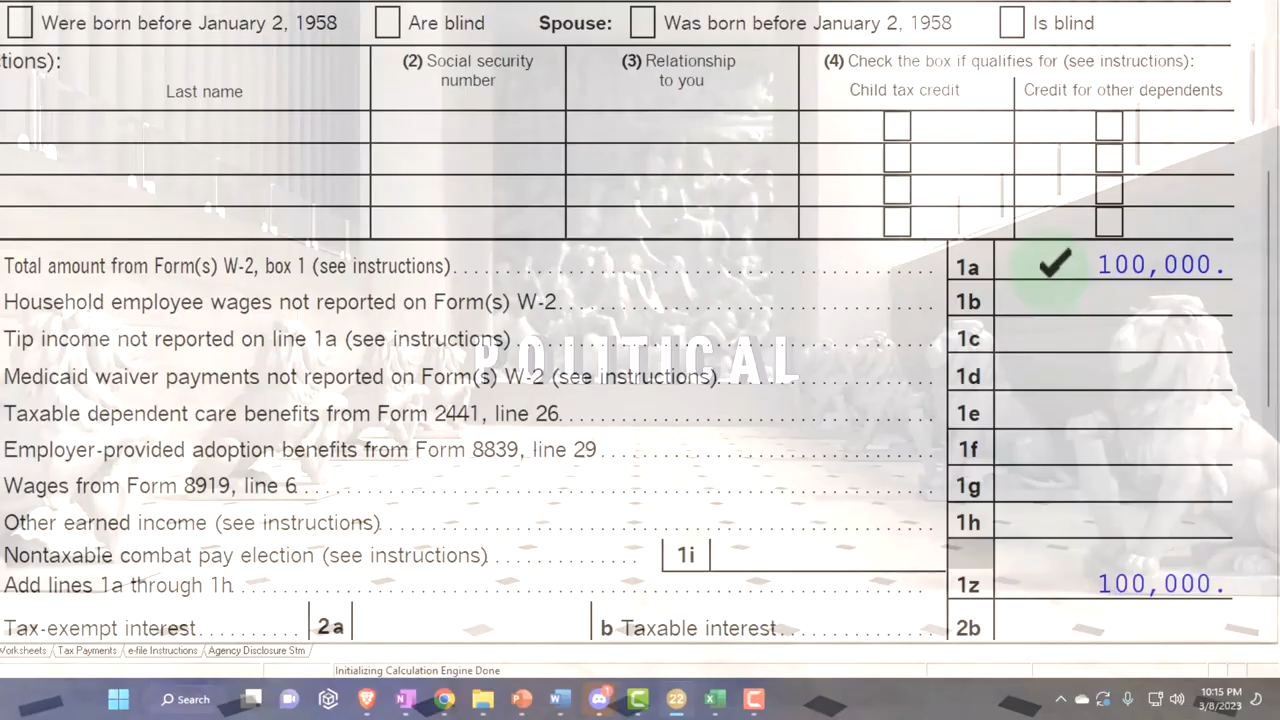 Were born before January 2, 1958 Are blind Spouse: Was born before January 2, 1958 Is blind
tions): (2) Social security number (3) Relationship to you (4) Check the box if qualifies for (see instructions):
Last name Child tax credit Credit for other dependents
Total amount from Form(s) W-2, box 1 (see instructions) 1a 100,000.
Household employee wages not reported on Form(s) W-2 1b
Tip income not reported on line 1a (see instructions) 1c
POLITICAL
Medicaid waiver payments not reported on Form(s) W-2 (see instructions) 1d
Taxable dependent care benefits from Form 2441, line 26 1e
Employer-provided adoption benefits from Form 8839, line 29 1f
Wages from Form 8919, line 6 1g
Other earned income (see instructions) 1h
Nontaxable combat pay election (see instructions) 1i
Add lines 1a through 1h 1z 100,000.
Tax-exempt interest 2a b Taxable interest 2b
Worksheets Tax Payments e-file Instructions Agency Disclosure Stm
Initializing Calculation Engine Done
Search 22 10:15 PM
3/8/2023